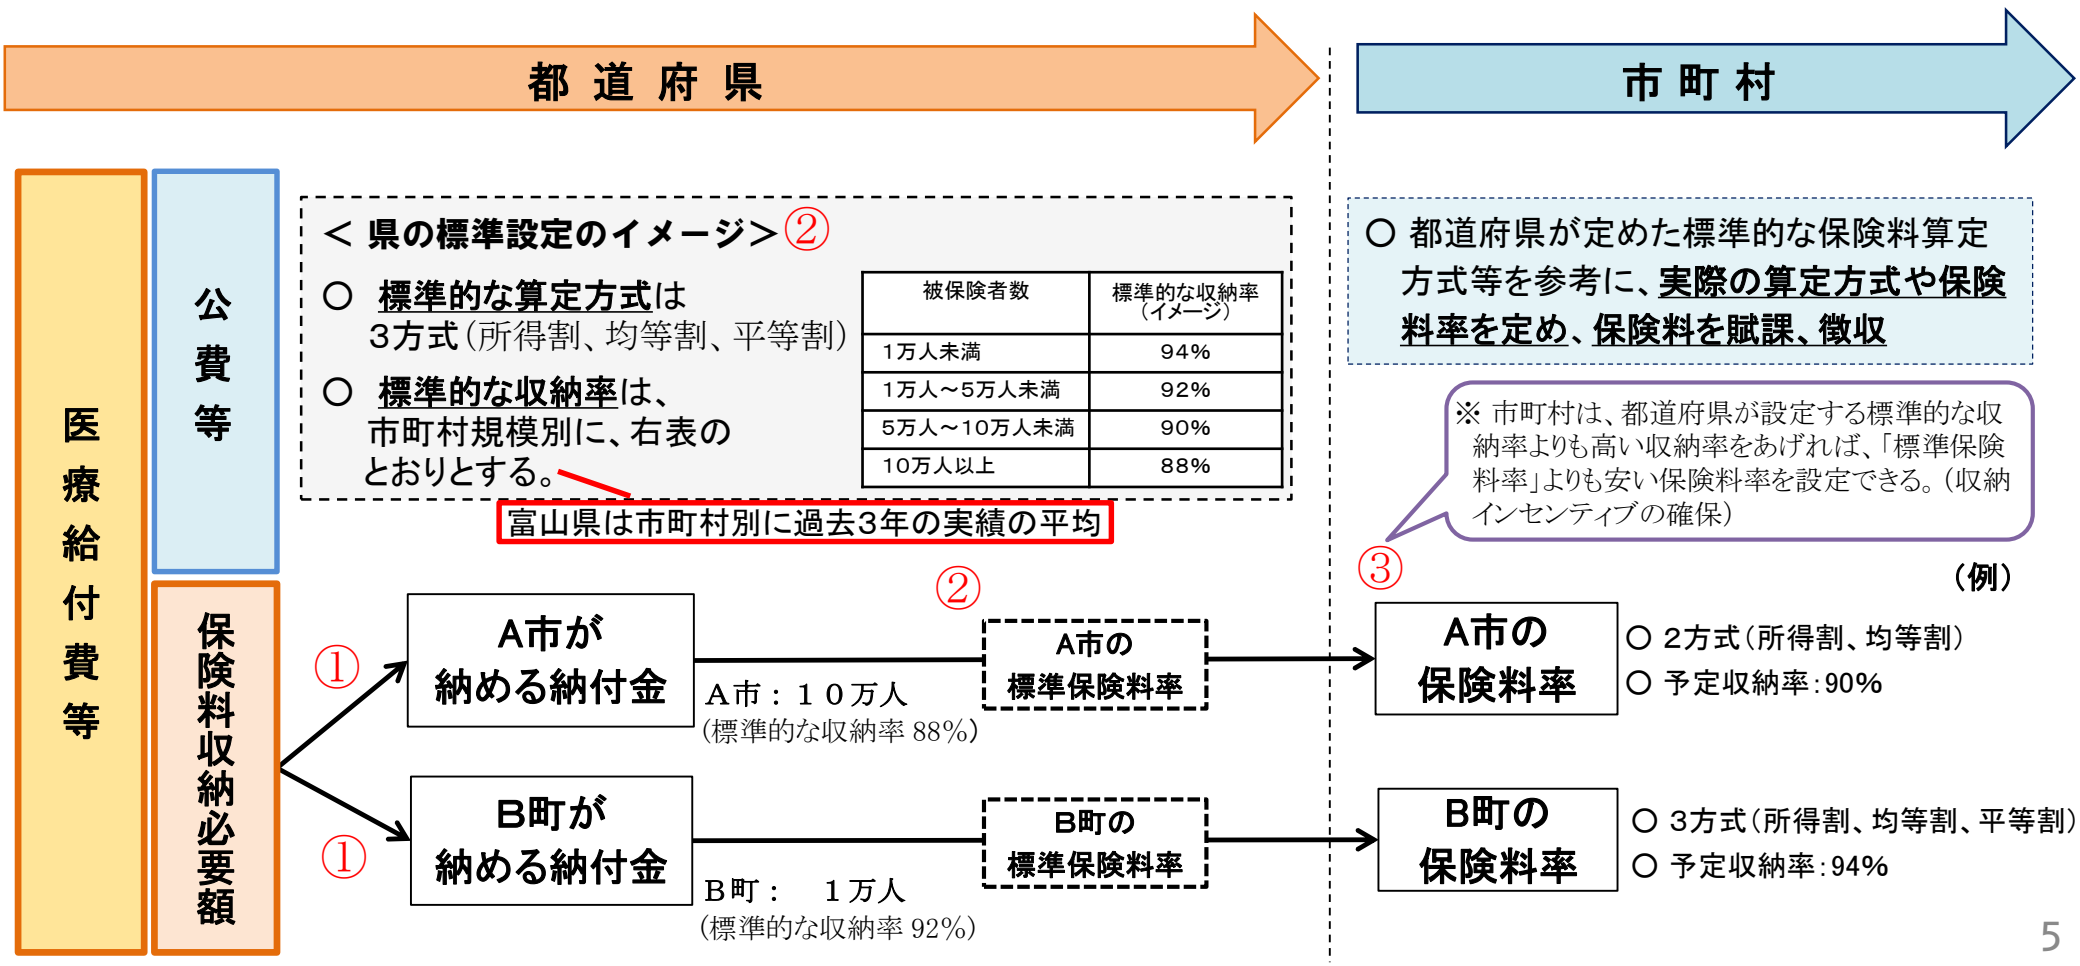 都道府県
市町村
医療給付費等
公費等
保険料収納必要額
＜ 県の標準設定のイメージ＞②
○ 標準的な算定方式は
３方式（所得割、均等割、平等割）
○ 標準的な収納率は、
市町村規模別に、右表の
とおりとする。
被保険者数 標準的な収納率
（イメージ）
1万人未満 94％
1万人～5万人未満 92％
5万人～10万人未満 90％
10万人以上 88％
富山県は市町村別に過去３年の実績の平均
○ 都道府県が定めた標準的な保険料算定
方式等を参考に、実際の算定方式や保険
料率を定め、保険料を賦課、徴収
※ 市町村は、都道府県が設定する標準的な収
納率よりも高い収納率をあげれば、「標準保険
料率」よりも安い保険料率を設定できる。（収納
インセンティブの確保）
①
A市が
納める納付金
A市：１０万人
（標準的な収納率 88％）
②
A市の
標準保険料率
③
（例）
A市の
保険料率
○ 2方式（所得割、均等割）
○ 予定収納率：90％
①
B町が
納める納付金
B町： １万人
（標準的な収納率 92％）
B町の
標準保険料率
B町の
保険料率
○ 3方式（所得割、均等割、平等割）
○ 予定収納率：94％
5